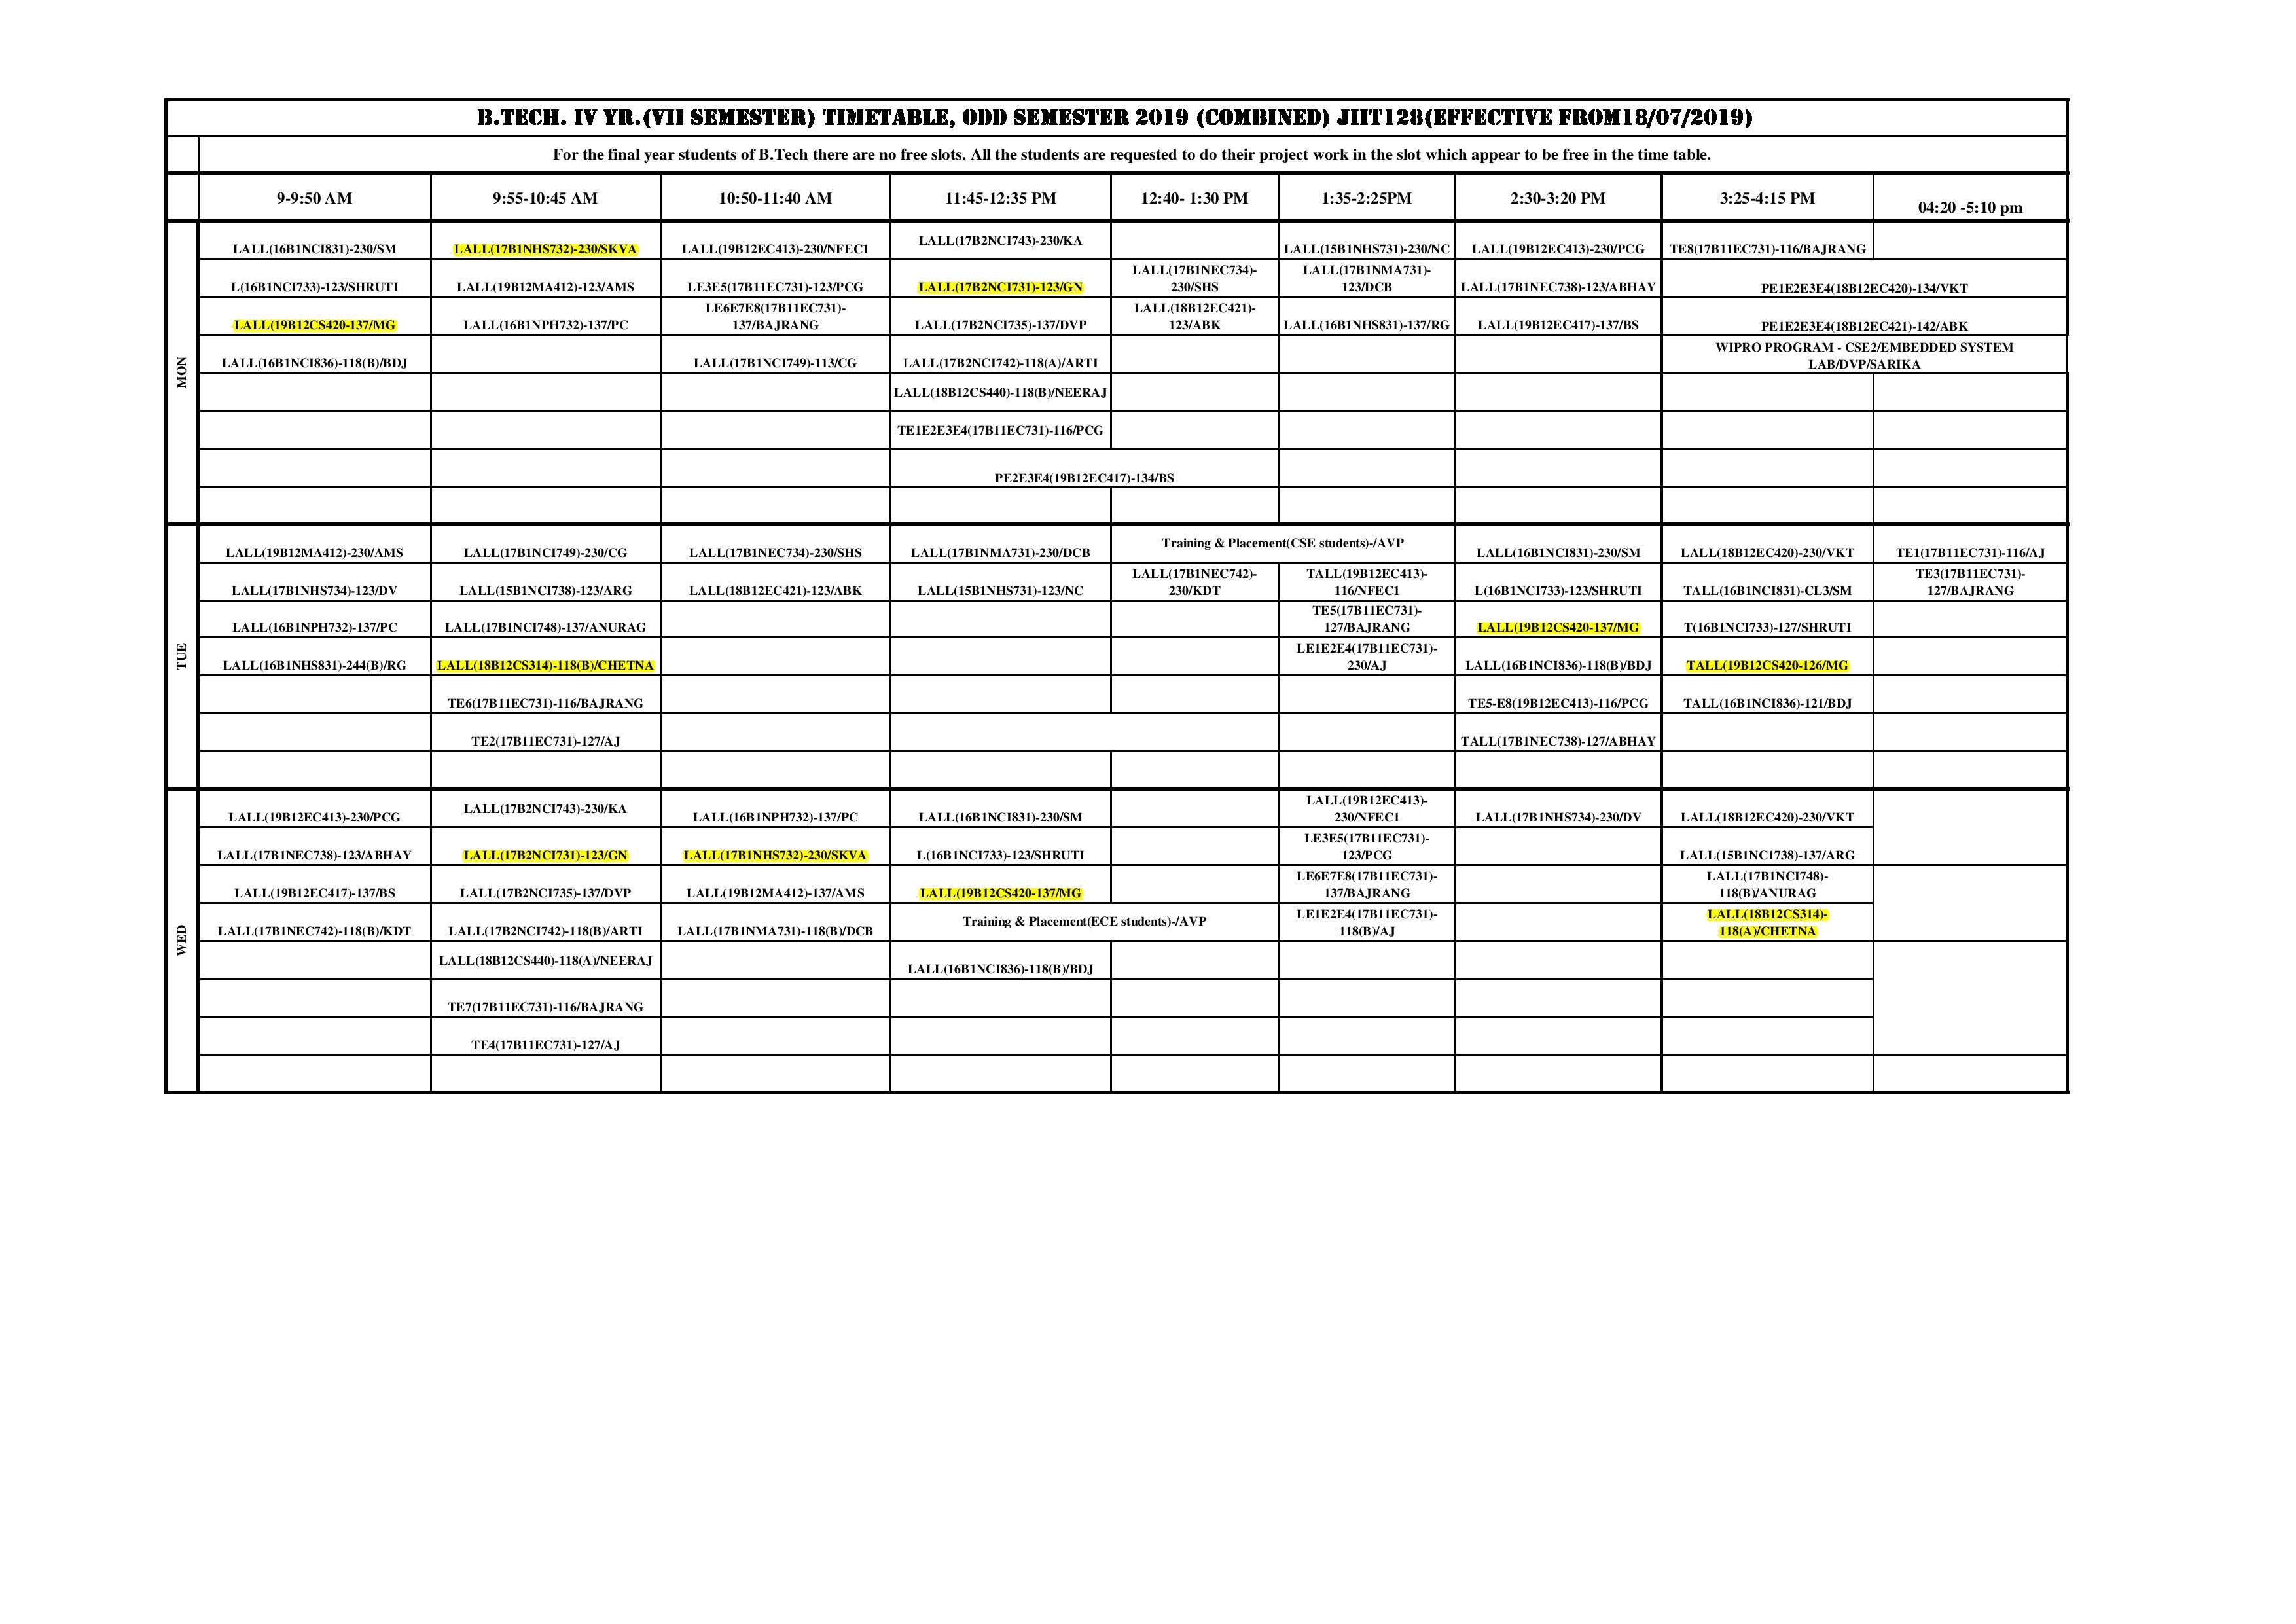 B.TECH. IV YR.(VII SEMESTER) TIMETABLE, ODD SEMESTER 2019 (COMBINED) JIIT128(EFFECTIVE FROM18/07/2019)
For the final year students of B.Tech there are no free slots. All the students are requested to do their project work in the slot which appear to be free in the time table.
9-9:50 AM 9:55-10:45 AM 10:50-11:40 AM 11:45-12:35 PM 12:40- 1:30 PM 1:35-2:25PM 2:30-3:20 PM 3:25-4:15 PM 04:20 -5:10 pm
MON
LALL(16B1NCI831)-230/SM LALL(17B1NHS732)-230/SKVA LALL(19B12EC413)-230/NFEC1 LALL(17B2NCI743)-230/KA LALL(15B1NHS731)-230/NC LALL(19B12EC413)-230/PCG TE8(17B11EC731)-116/BAJRANG
L(16B1NCI733)-123/SHRUTI LALL(19B12MA412)-123/AMS LE3E5(17B11EC731)-123/PCG LALL(17B2NCI731)-123/GN LALL(17B1NEC734)-230/SHS LALL(17B1NMA731)-123/DCB LALL(17B1NEC738)-123/ABHAY PE1E2E3E4(18B12EC420)-134/VKT
LALL(19B12CS420-137/MG LALL(16B1NPH732)-137/PC LE6E7E8(17B11EC731)-137/BAJRANG LALL(17B2NCI735)-137/DVP LALL(18B12EC421)-123/ABK LALL(16B1NHS831)-137/RG LALL(19B12EC417)-137/BS PE1E2E3E4(18B12EC421)-142/ABK
LALL(16B1NCI836)-118(B)/BDJ LALL(17B1NCI749)-113/CG LALL(17B2NCI742)-118(A)/ARTI WIPRO PROGRAM - CSE2/EMBEDDED SYSTEM LAB/DVP/SARIKA
LALL(18B12CS440)-118(B)/NEERAJ
TE1E2E3E4(17B11EC731)-116/PCG
PE2E3E4(19B12EC417)-134/BS
TUE
LALL(19B12MA412)-230/AMS LALL(17B1NCI749)-230/CG LALL(17B1NEC734)-230/SHS LALL(17B1NMA731)-230/DCB Training & Placement(CSE students)-/AVP LALL(16B1NCI831)-230/SM LALL(18B12EC420)-230/VKT TE1(17B11EC731)-116/AJ
LALL(17B1NHS734)-123/DV LALL(15B1NCI738)-123/ARG LALL(18B12EC421)-123/ABK LALL(15B1NHS731)-123/NC LALL(17B1NEC742)-230/KDT TALL(19B12EC413)-116/NFEC1 L(16B1NCI733)-123/SHRUTI TALL(16B1NCI831)-CL3/SM TE3(17B11EC731)-127/BAJRANG
LALL(16B1NPH732)-137/PC LALL(17B1NCI748)-137/ANURAG TE5(17B11EC731)-127/BAJRANG LALL(19B12CS420-137/MG T(16B1NCI733)-127/SHRUTI
LALL(16B1NHS831)-244(B)/RG LALL(18B12CS314)-118(B)/CHETNA LE1E2E4(17B11EC731)-230/AJ LALL(16B1NCI836)-118(B)/BDJ TALL(19B12CS420-126/MG
TE6(17B11EC731)-116/BAJRANG TE5-E8(19B12EC413)-116/PCG TALL(16B1NCI836)-121/BDJ
TE2(17B11EC731)-127/AJ TALL(17B1NEC738)-127/ABHAY
WED
LALL(19B12EC413)-230/PCG LALL(17B2NCI743)-230/KA LALL(16B1NPH732)-137/PC LALL(16B1NCI831)-230/SM LALL(19B12EC413)-230/NFEC1 LALL(17B1NHS734)-230/DV LALL(18B12EC420)-230/VKT
LALL(17B1NEC738)-123/ABHAY LALL(17B2NCI731)-123/GN LALL(17B1NHS732)-230/SKVA L(16B1NCI733)-123/SHRUTI LE3E5(17B11EC731)-123/PCG LALL(15B1NC1738)-137/ARG
LALL(19B12EC417)-137/BS LALL(17B2NCI735)-137/DVP LALL(19B12MA412)-137/AMS LALL(19B12CS420-137/MG LE6E7E8(17B11EC731)-137/BAJRANG LALL(17B1NCI748)-118(B)/ANURAG
LALL(17B1NEC742)-118(B)/KDT LALL(17B2NCI742)-118(B)/ARTI LALL(17B1NMA731)-118(B)/DCB Training & Placement(ECE students)-/AVP LE1E2E4(17B11EC731)-118(B)/AJ LALL(18B12CS314)-118(A)/CHETNA
LALL(18B12CS440)-118(A)/NEERAJ LALL(16B1NCI836)-118(B)/BDJ
TE7(17B11EC731)-116/BAJRANG
TE4(17B11EC731)-127/AJ